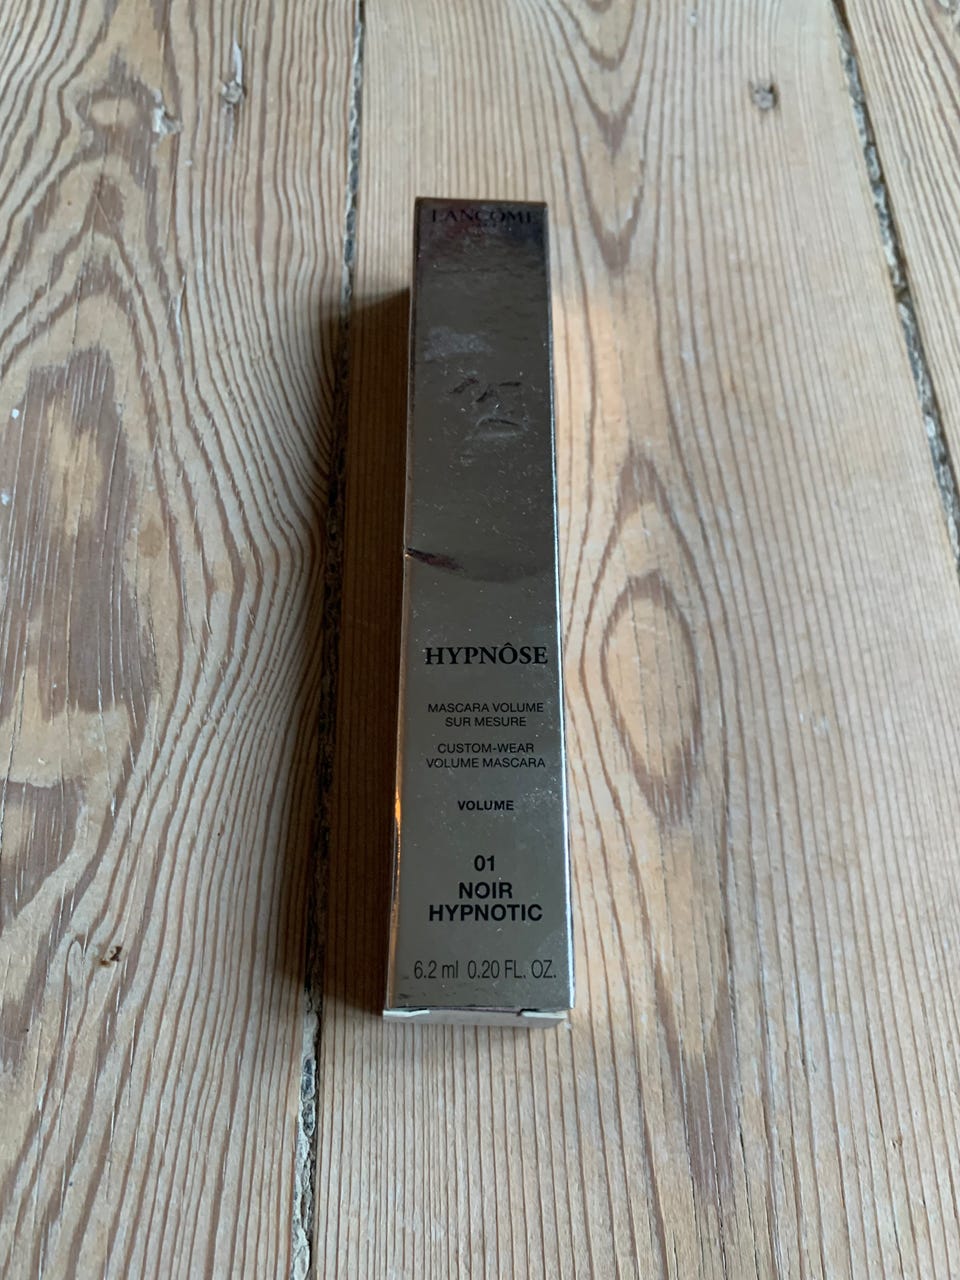 LANCÔME
HYPNÔSE
MASCARA VOLUME
SUR MESURE
CUSTOM-WEAR
VOLUME MASCARA
VOLUME
01
NOIR
HYPNOTIC
6.2 ml 0.20 FL. OZ.